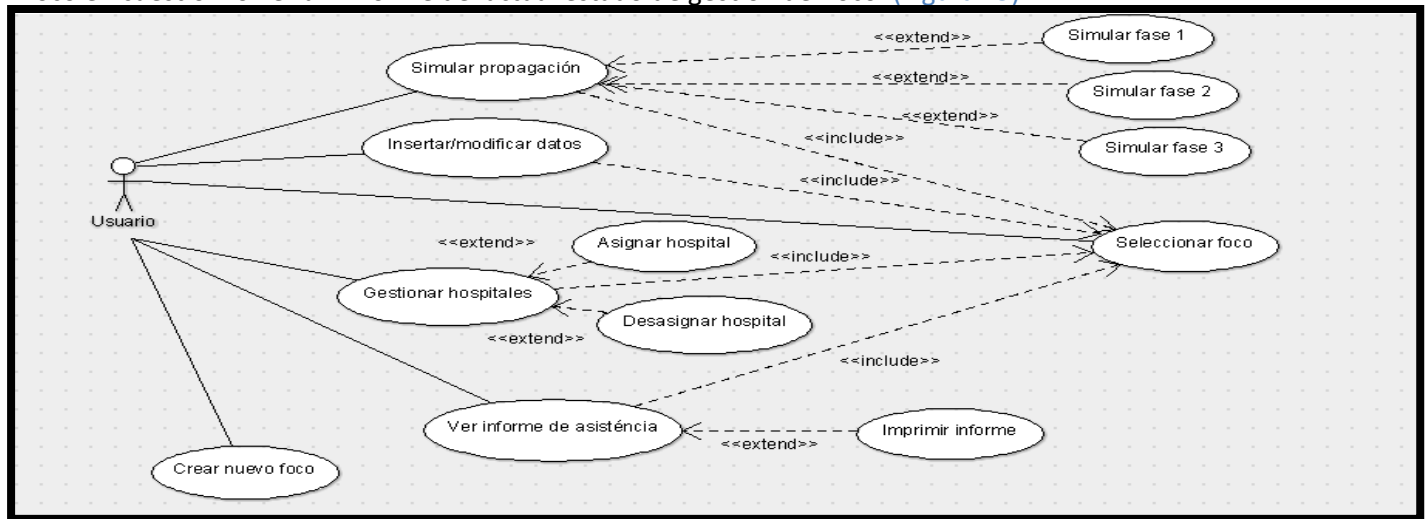 <<extend>>
Simular fase 1
Simular propagación
<<extend>>
Simular fase 2
<<extend>>
<<include>>
Insertar/modificar datos
Simular fase 3
<<include>>
Usuario
<<extend>>
Asignar hospital
Seleccionar foco
<<include>>
Gestionar hospitales
Desasignar hospital
<<extend>>
<<include>>
Ver informe de asisténcia
Imprimir informe
<<extend>>
Crear nuevo foco